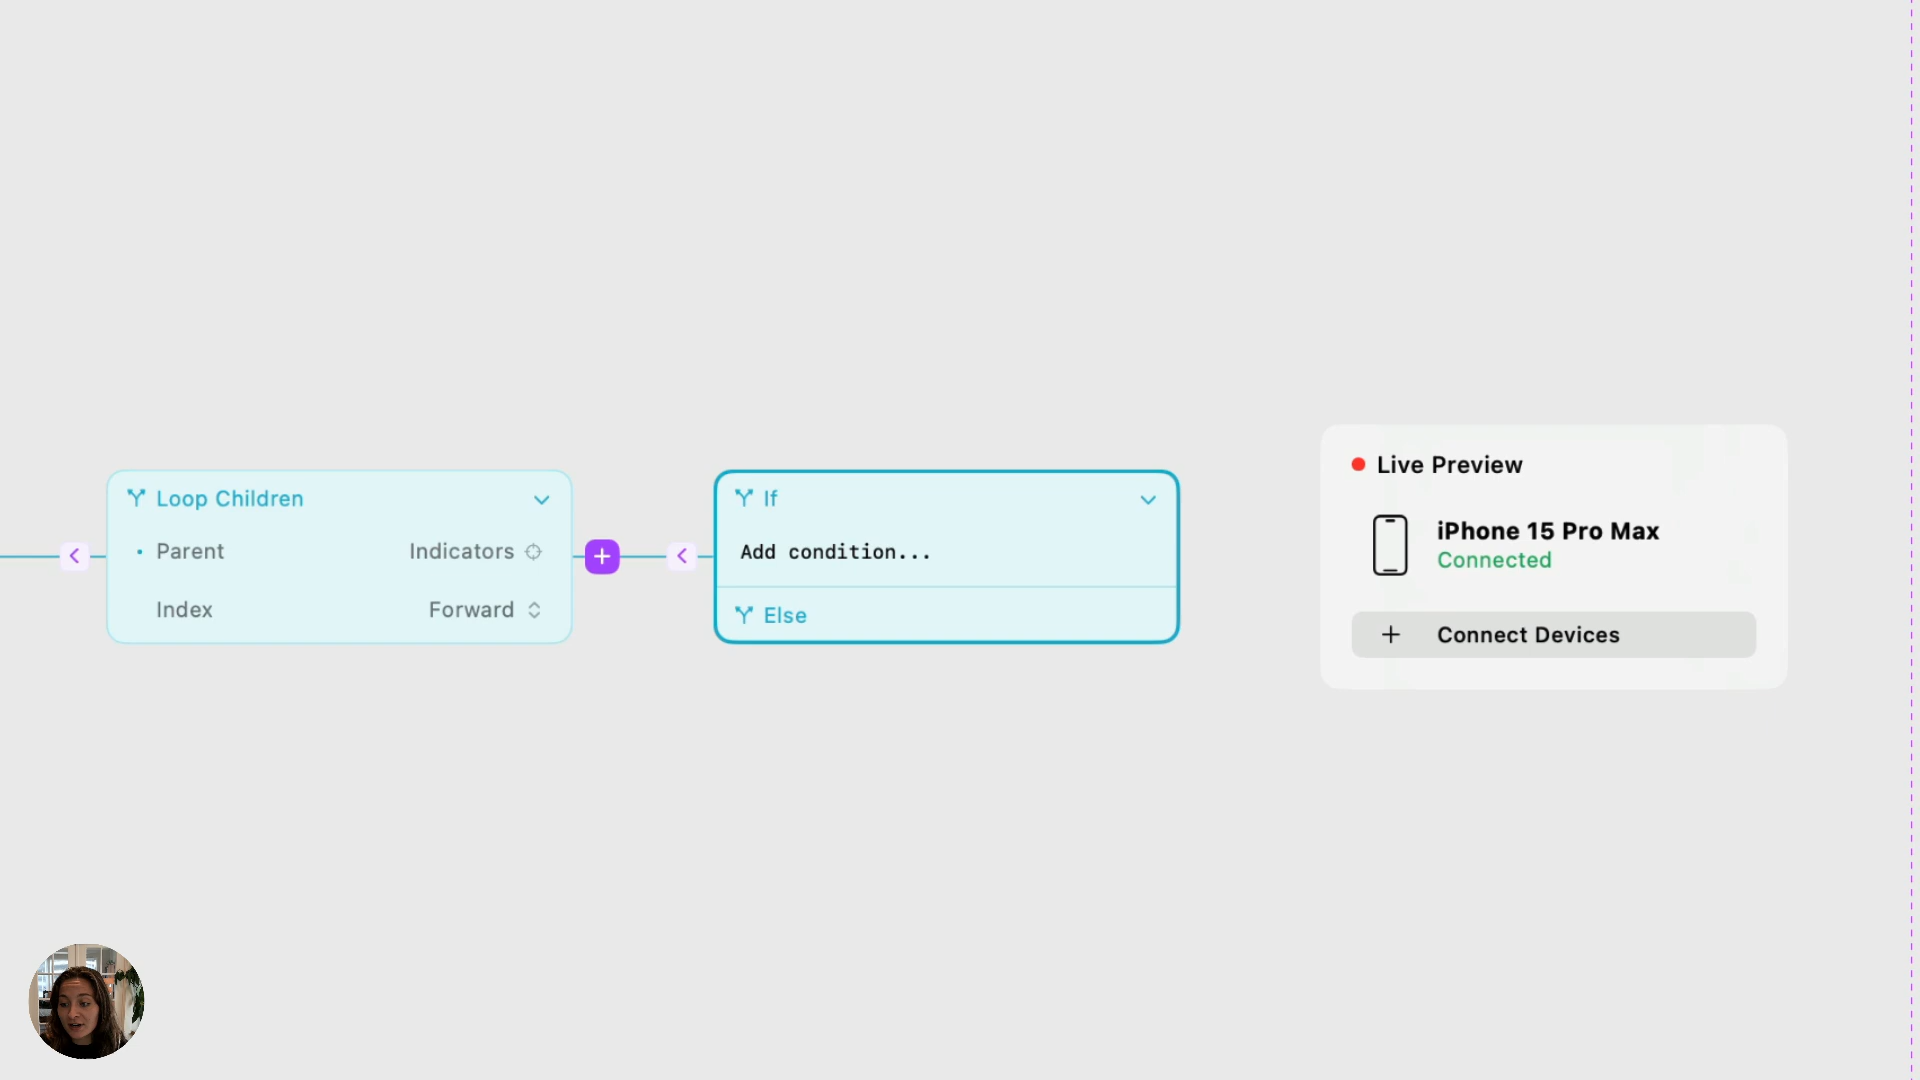 Loop Children
Parent
Indicators
Index
Forward
If
Add condition...
Else
Live Preview
iPhone 15 Pro Max
Connected
Connect Devices